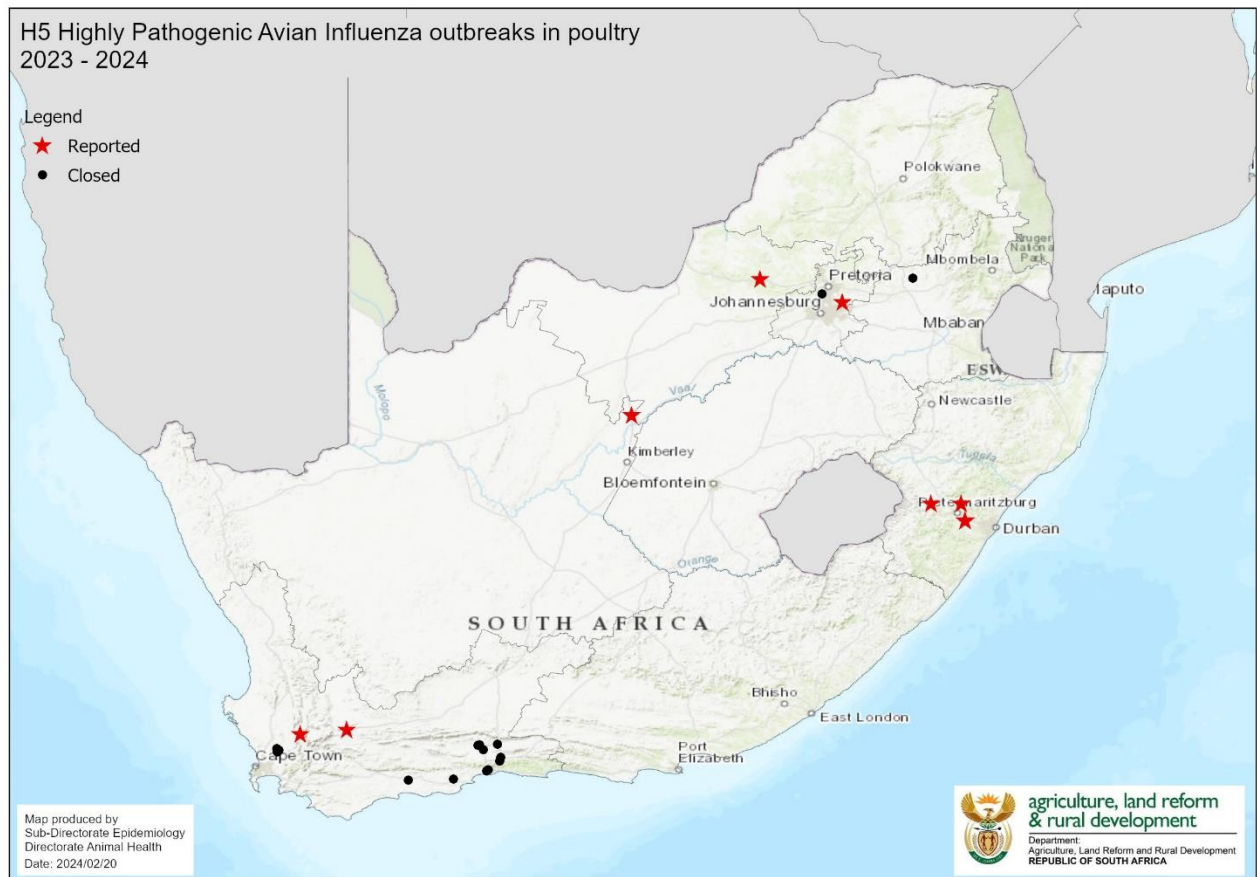 H5 Highly Pathogenic Avian Influenza outbreaks in poultry
2023 - 2024
Legend
Reported
Closed
Polokwane
Kruger
National
Park
Mbombela
Pretoria
Johannesburg
Maputo
Mbaban
ESW
Molopo
Vaal
Newcastle
Kimberley
Tugela
Bloemfontein
Pietermaritzburg
Durban
Orange
SOUTH AFRICA
Bhisho
East London
Port
Elizabeth
Cape Town
Map produced by
Sub-Directorate Epidemiology
Directorate Animal Health
Date: 2024/02/20
agriculture, land reform
& rural development
Department:
Agriculture, Land Reform and Rural Development
REPUBLIC OF SOUTH AFRICA